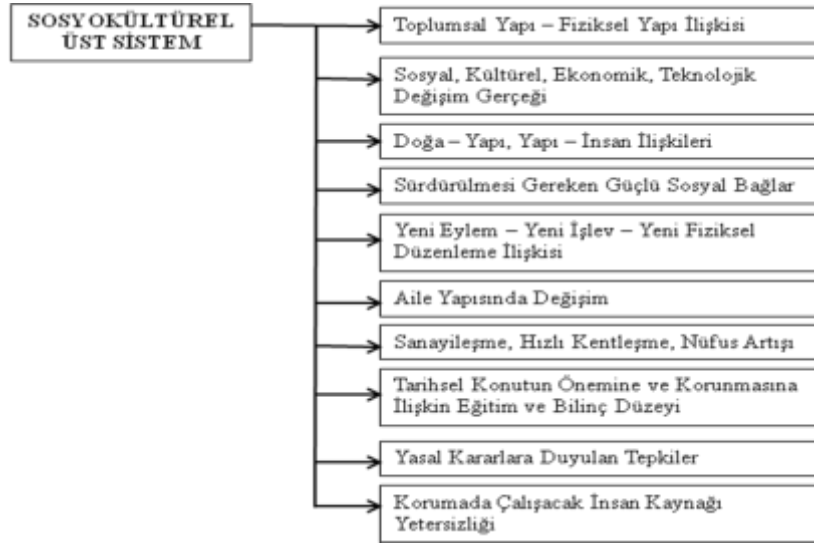 SOSYOKÜLTÜREL
ÜST SİSTEM
Toplumsal Yapı – Fiziksel Yapı İlişkisi
Sosyal, Kültürel, Ekonomik, Teknolojik
Değişim Gerçeği
Doğa – Yapı, Yapı – İnsan İlişkileri
Sürdürülmesi Gereken Güçlü Sosyal Bağlar
Yeni Eylem – Yeni İşlev – Yeni Fiziksel
Düzenleme İlişkisi
Aile Yapısında Değişim
Sanayileşme, Hızlı Kentleşme, Nüfus Artışı
Tarihsel Konutun Önemine ve Korunmasına
İlişkin Eğitim ve Bilinç Düzeyi
Yasal Kararlara Duyulan Tepkiler
Korumada Çalışacak İnsan Kaynağı
Yetersizliği